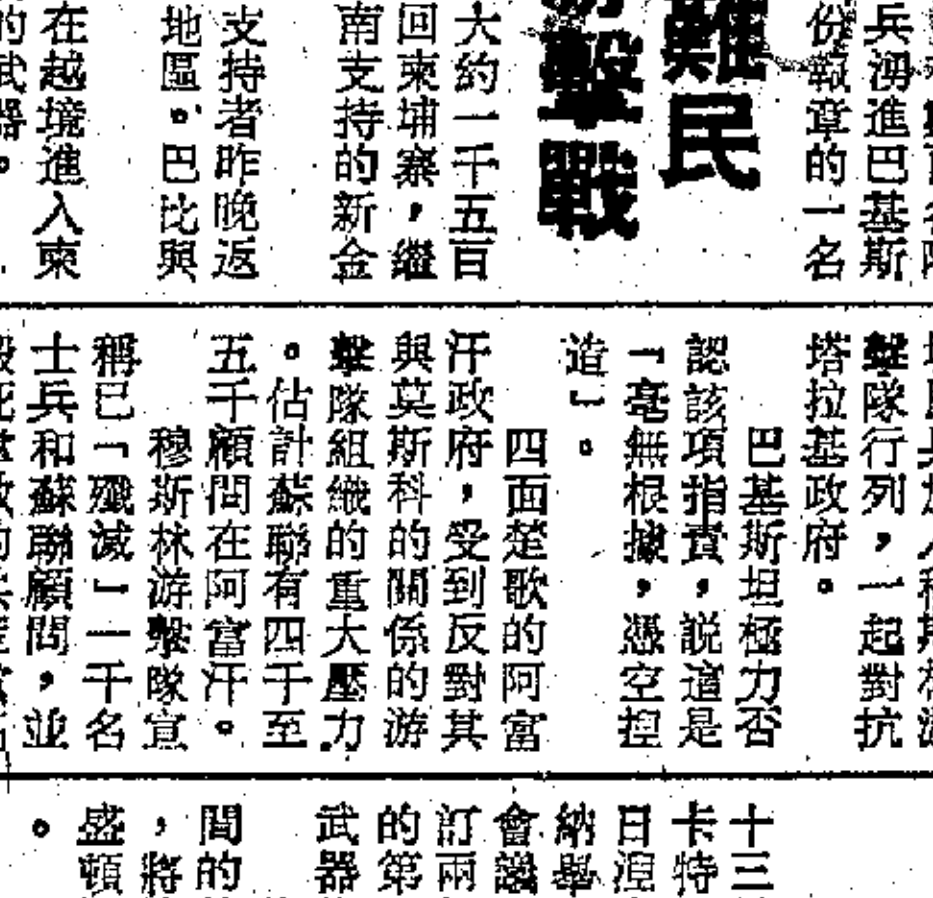 難民
擊戰
兵湧進巴基斯
份報章的一名
大約一千五百
回柬埔寨，繼
南支持的新金
支持者昨晚返
地區。巴比與
在越境進入柬
的武器。
擊隊行列，一起對抗
塔拉基政府。
巴基斯坦極力否
認該項指責，説這是
「毫無根據，憑空捏
造」。
四面楚歌的阿富
汗政府，受到反對其
與莫斯科的關係的游
擊隊組織的重大壓力
。估計蘇聯有四千至
五千顧問在阿富汗。
穆斯林游擊隊宣
稱已「殲滅」一千名
士兵和蘇聯顧問，並
十三
卡特
日湼
納舉
會議
訂兩
的第
武器
間的
，將
盛頓
。